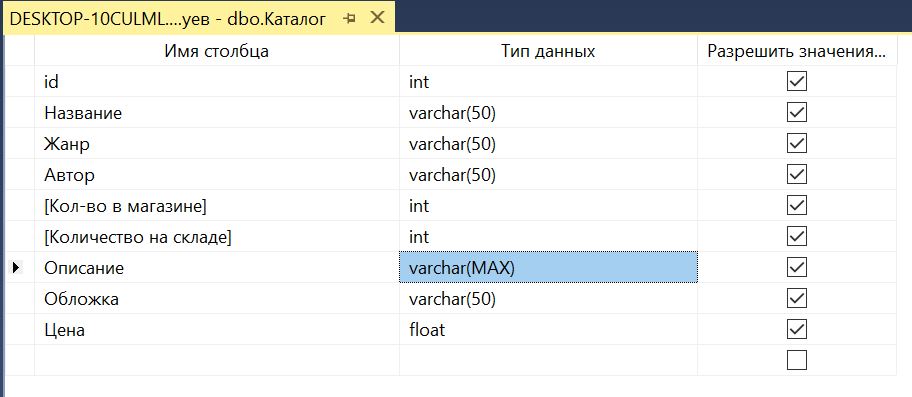 DESKTOP-10CULML....уев - dbo.Каталог
Имя столбца Тип данных Разрешить значения...
id int
Название varchar(50)
Жанр varchar(50)
Автор varchar(50)
[Кол-во в магазине] int
[Количество на складе] int
Описание varchar(MAX)
Обложка varchar(50)
Цена float